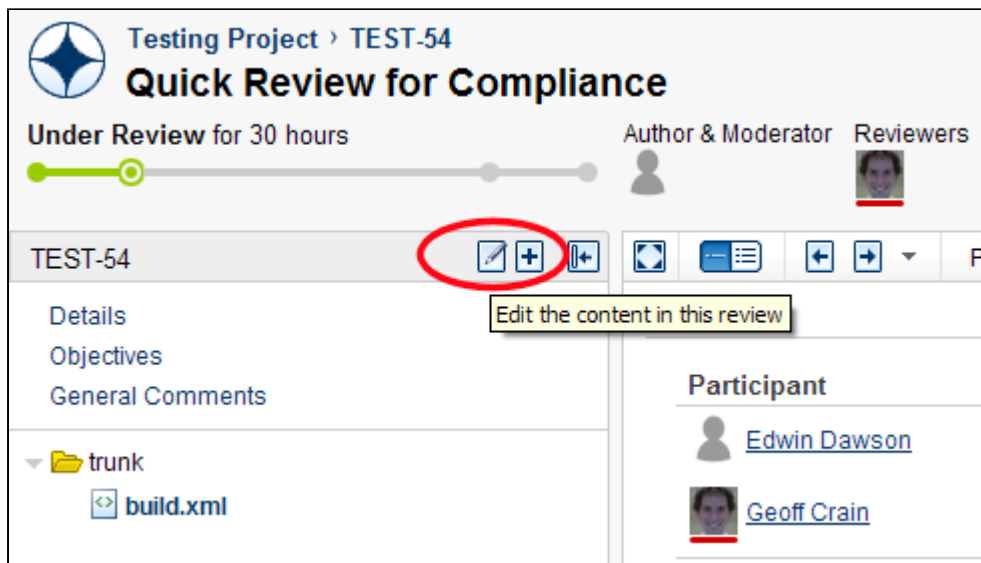 Testing Project › TEST-54
Quick Review for Compliance
Under Review for 30 hours
Author & Moderator Reviewers
TEST-54
Edit the content in this review
Details
Objectives
General Comments
trunk
build.xml
Participant
Edwin Dawson
Geoff Crain